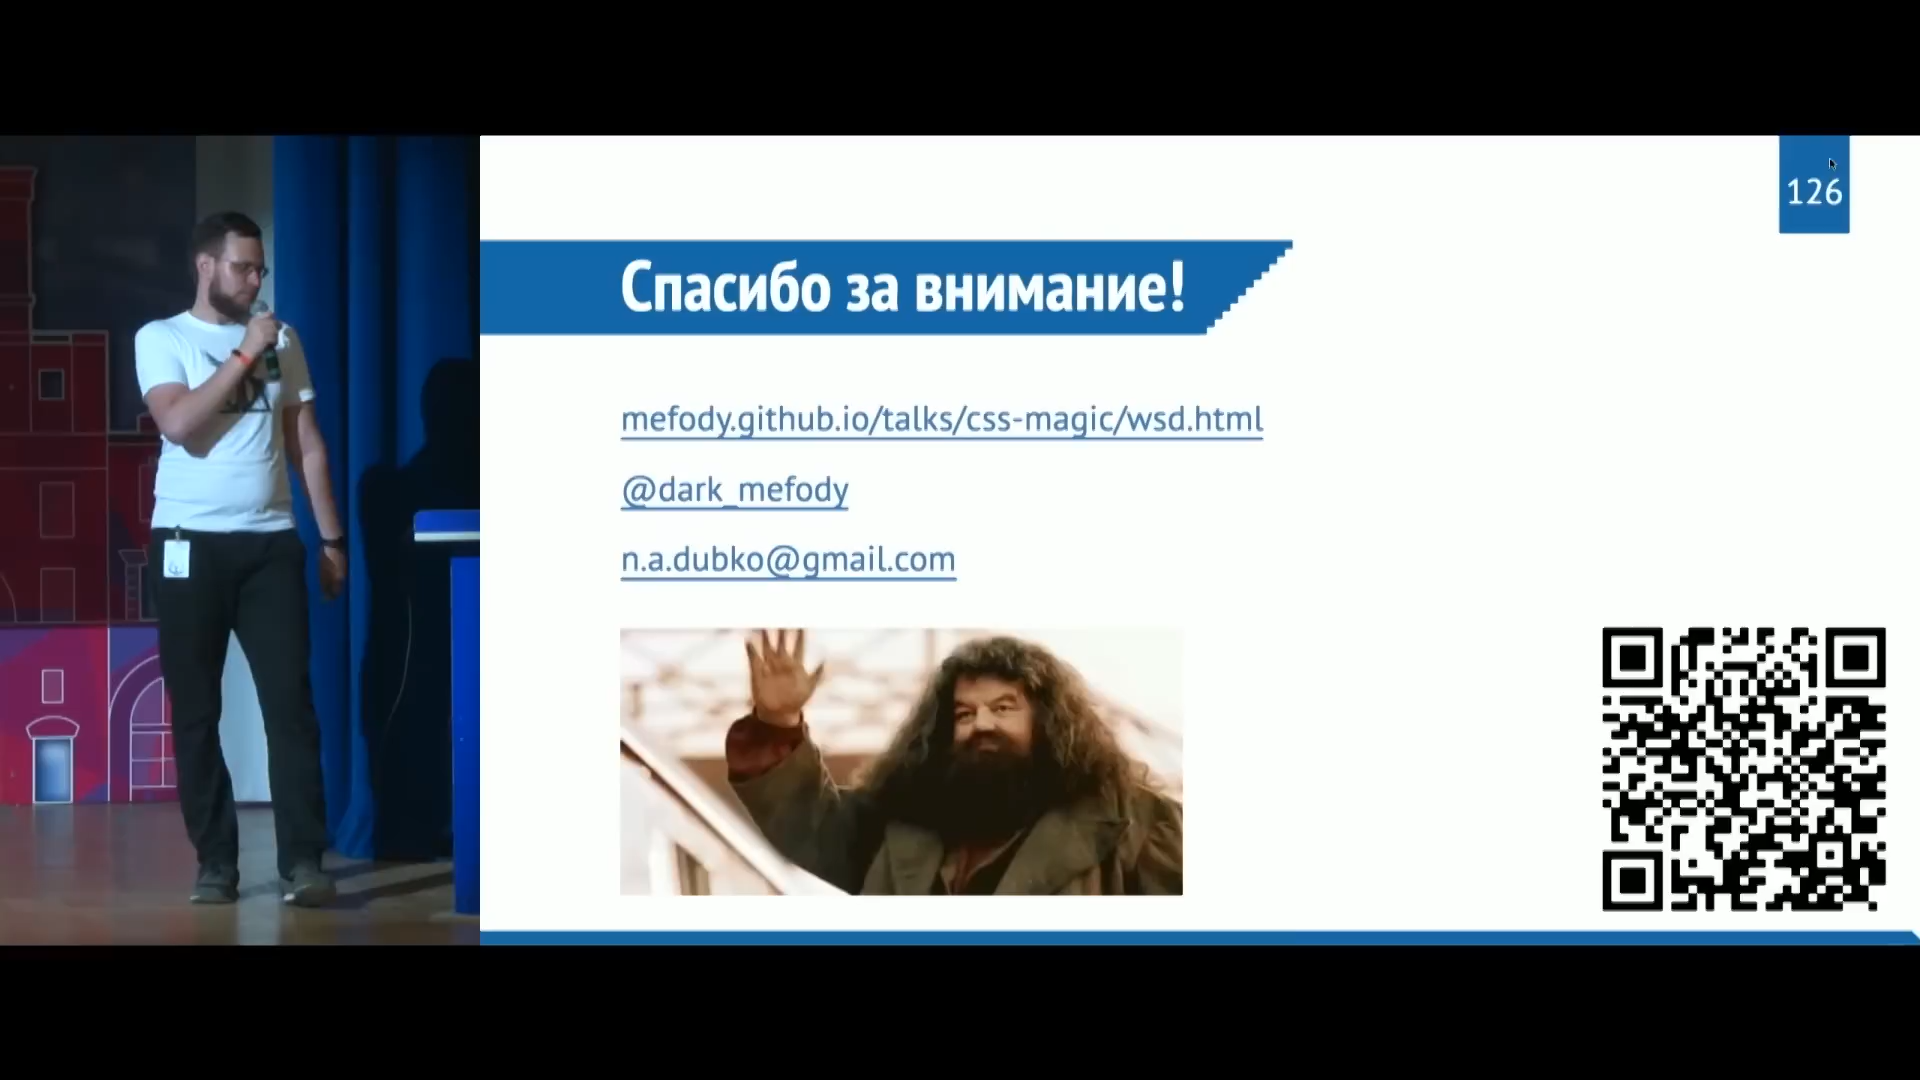 126
Спасибо за внимание!
mefody.github.io/talks/css-magic/wsd.html
@dark_mefody
n.a.dubko@gmail.com